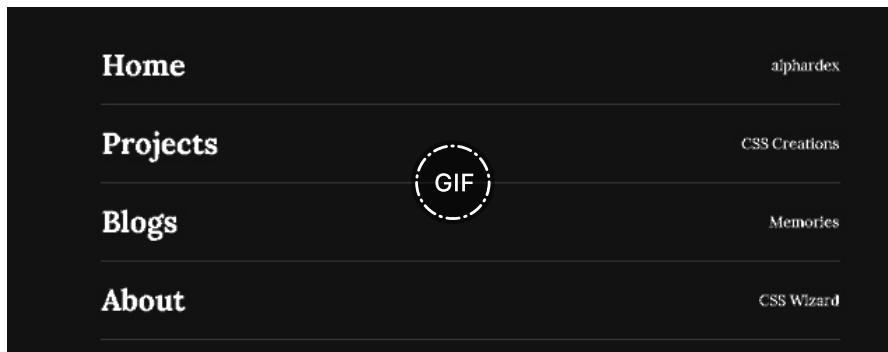 Home alphardex
Projects CSS Creations
GIF
Blogs Memories
About CSS Wizard